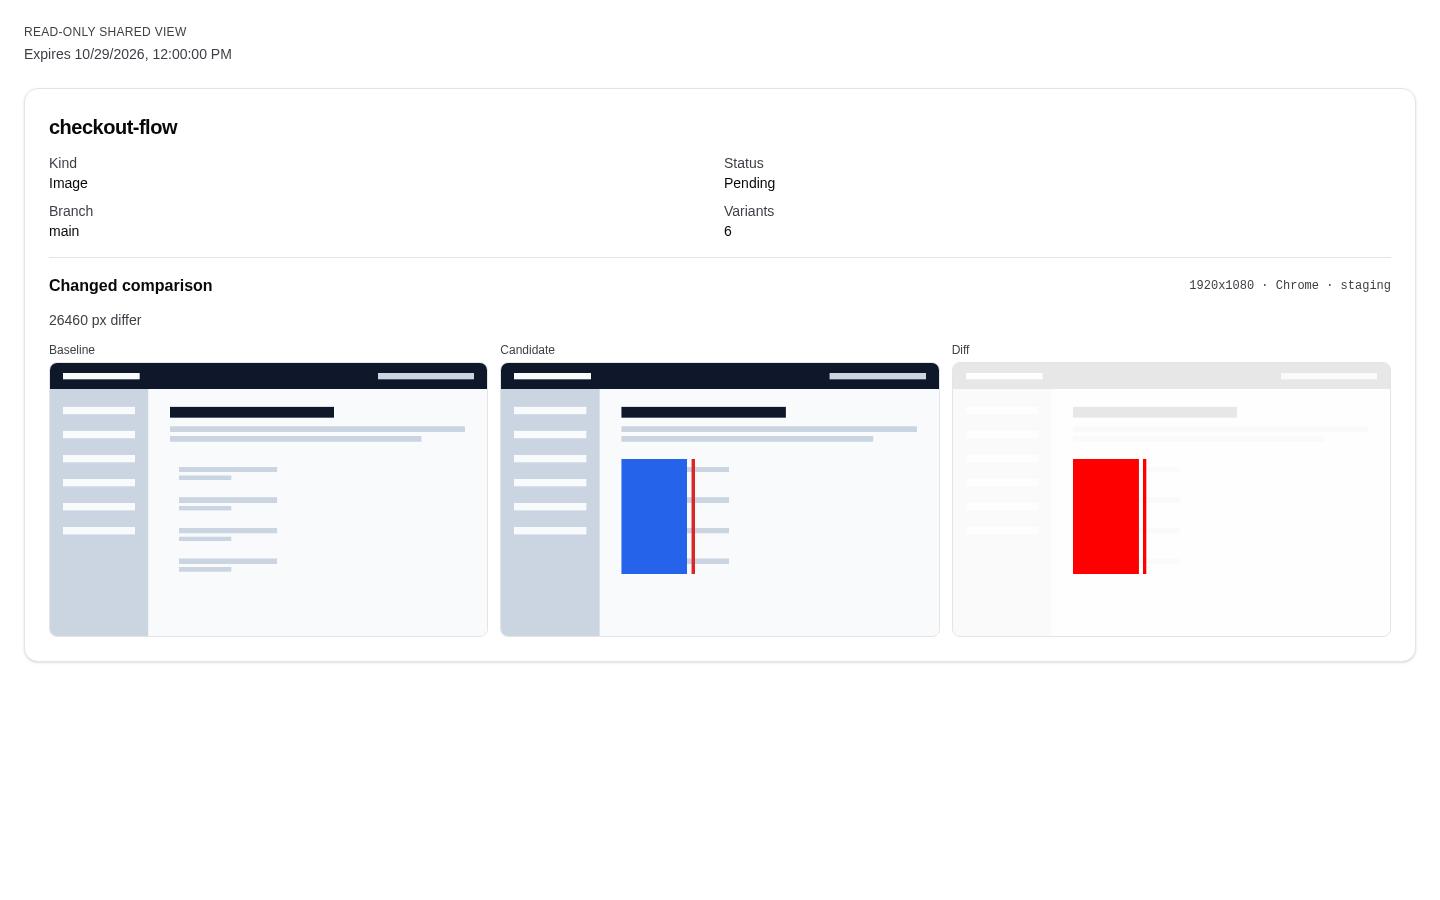 READ-ONLY SHARED VIEW
Expires 10/29/2026, 12:00:00 PM
checkout-flow
Kind
Image
Status
Pending
Branch
main
Variants
6
Changed comparison
1920x1080 · Chrome · staging
26460 px differ
Baseline
Candidate
Diff